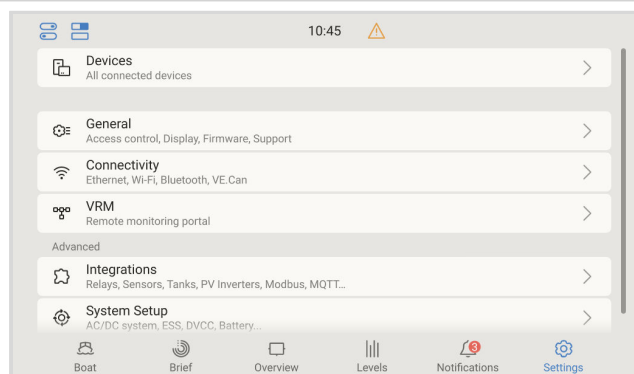 10:45
Devices
All connected devices
General
Access control, Display, Firmware, Support
Connectivity
Ethernet, Wi-Fi, Bluetooth, VE.Can
VRM
Remote monitoring portal
Advanced
Integrations
Relays, Sensors, Tanks, PV Inverters, Modbus, MQTT...
System Setup
AC/DC system, ESS, DVCC, Battery...
3
Boat Brief Overview Levels Notifications Settings